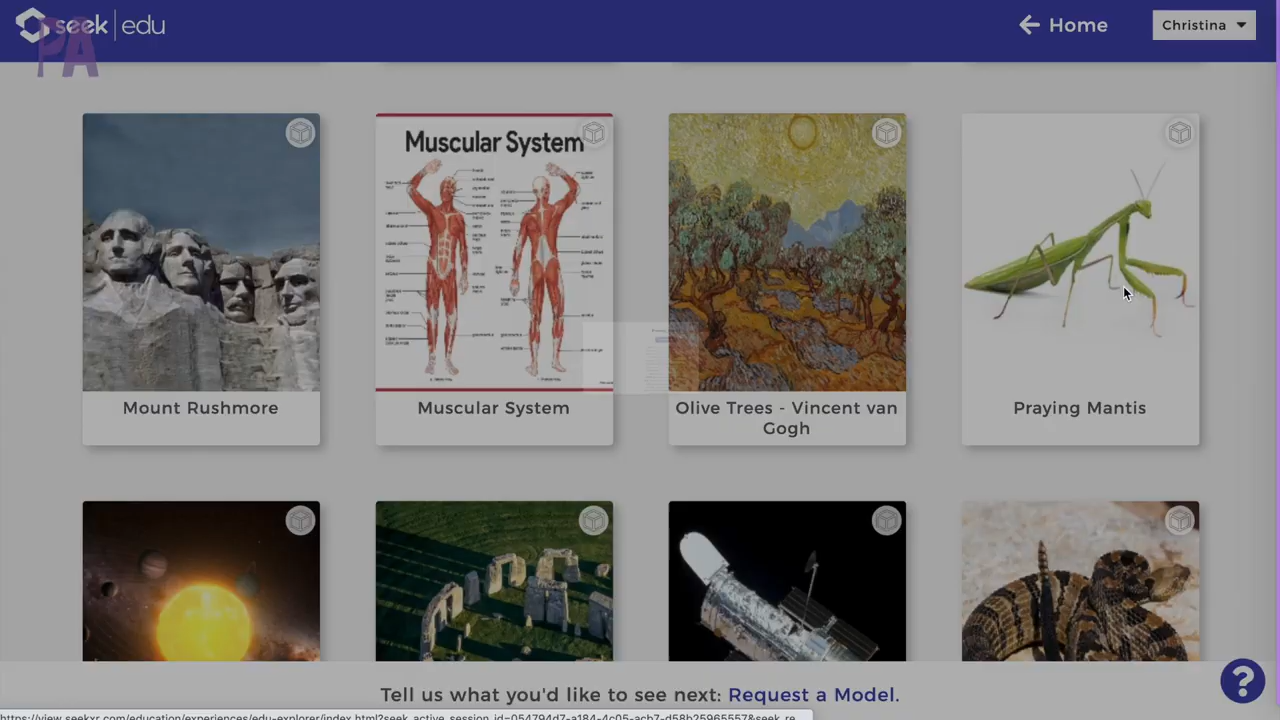 seek | edu
PA
Home
Christina
Muscular System
Mount Rushmore
Muscular System
Olive Trees - Vincent van
Gogh
Praying Mantis
Tell us what you'd like to see next: Request a Model.
?